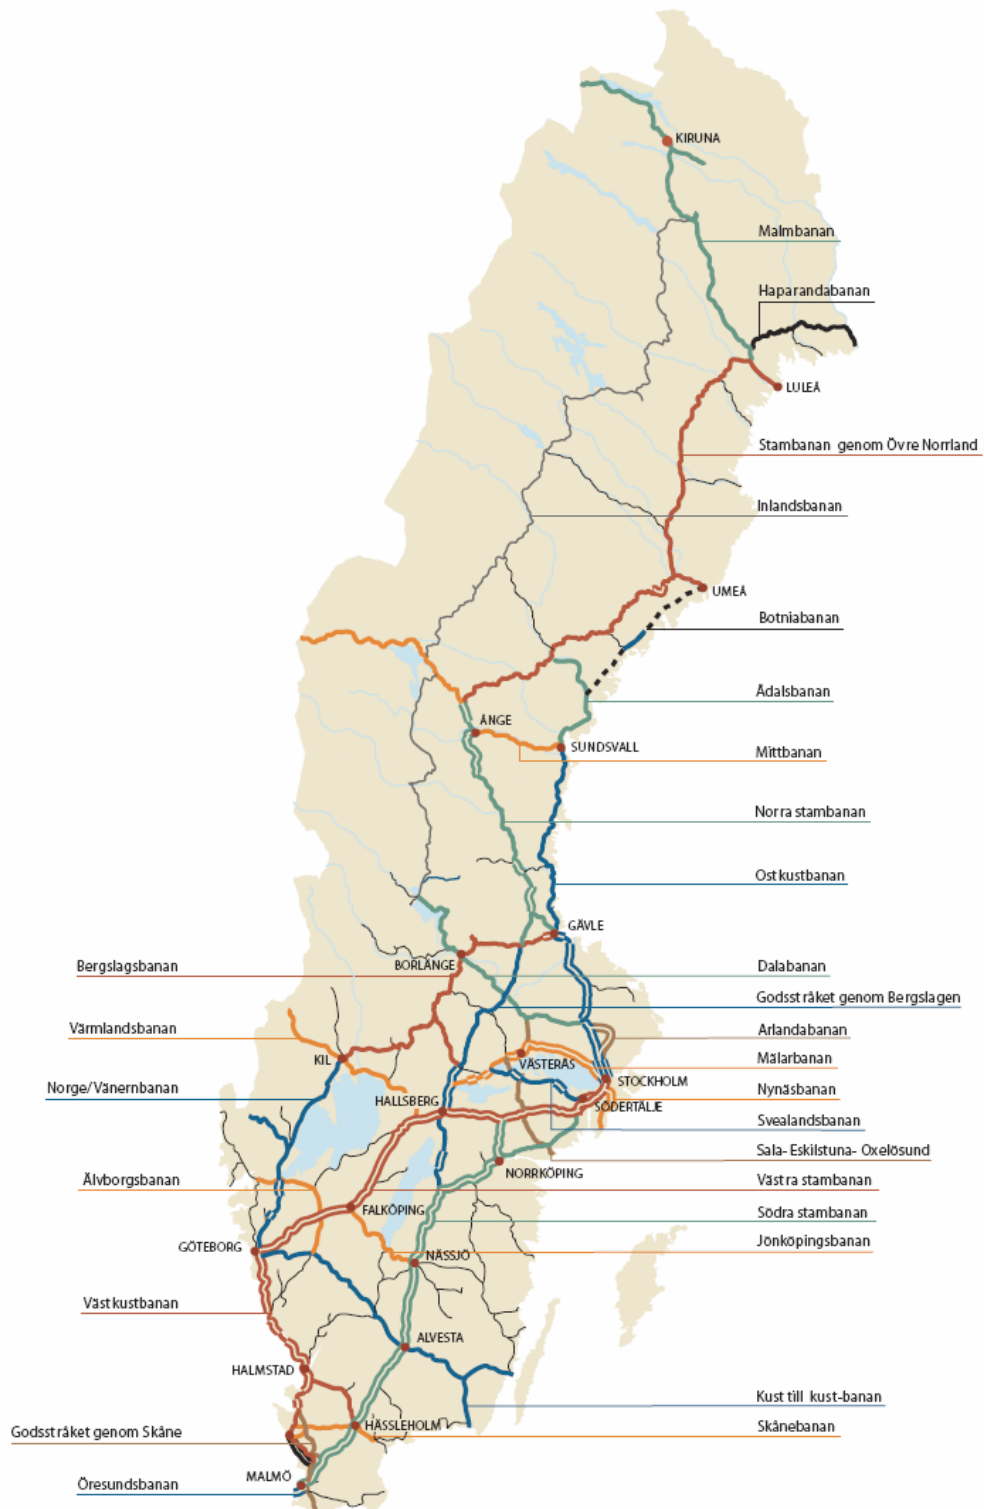 KIRUNA
Malmbanan
Haparandabanan
LULEÅ
Stambanan genom Övre Norrland
Inlandsbanan
UMEÅ
Botniabanan
Ådalsbanan
ÅNGE
SUNDSVALL
Mittbanan
Norra stambanan
Ostkustbanan
GÄVLE
Bergslagsbanan
BORLÄNGE
Dalabanan
Godsstråket genom Bergslagen
Värmlandsbanan
Arlandabanan
KIL
VÄSTERÅS
Mälarbanan
Norge/Vänernbanan
STOCKHOLM
Nynäsbanan
HALLSBERG
SÖDERTÄLJE
Svealandsbanan
Sala- Eskilstuna- Oxelösund
NORRKÖPING
Älvborgsbanan
Västra stambanan
FALKÖPING
Södra stambanan
GÖTEBORG
NÄSSJÖ
Jönköpingsbanan
Västkustbanan
ALVESTA
HALMSTAD
Kust till kust-banan
HÄSSLEHOLM
Skånebanan
Godsstråket genom Skåne
MALMÖ
Öresundsbanan